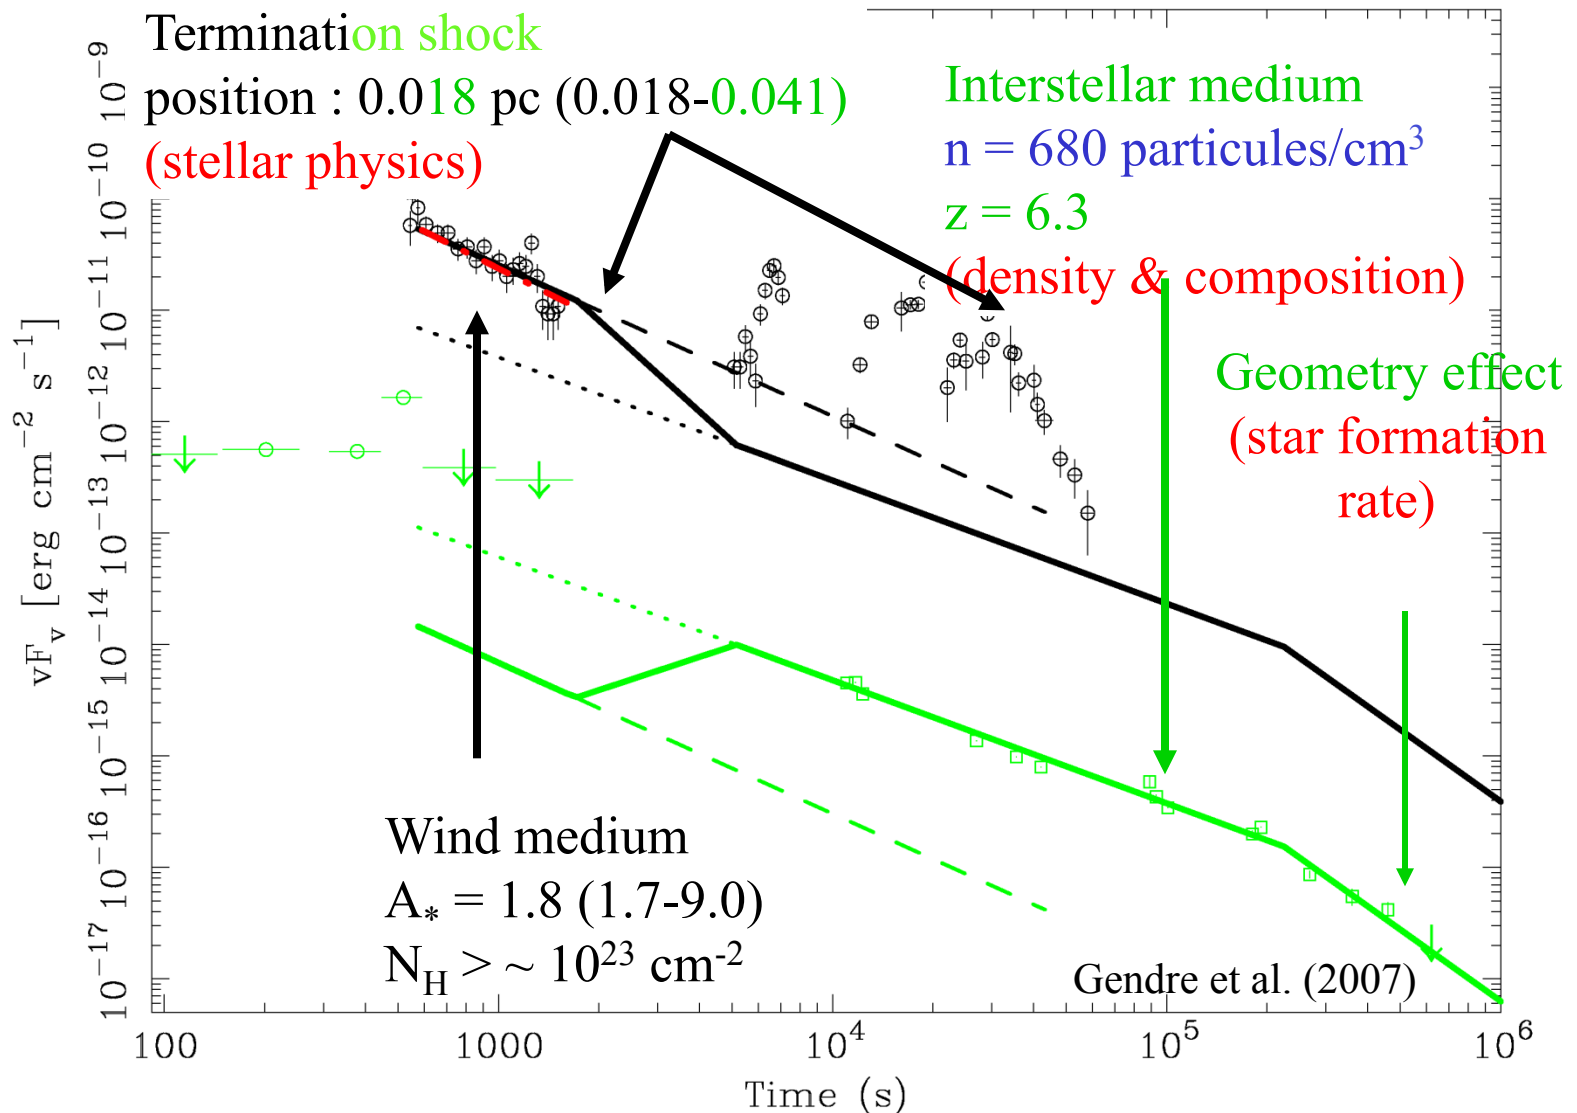 Termination shock
position : 0.018 pc (0.018-0.041)
(stellar physics)
Interstellar medium
n = 680 particules/cm³
z = 6.3
(density & composition)
Geometry effect
(star formation
rate)
Wind medium
A* = 1.8 (1.7-9.0)
N_H > ~ 10²³ cm⁻²
Gendre et al. (2007)
νF_ν [erg cm⁻² s⁻¹]
10⁻⁹
10⁻¹⁰
10⁻¹¹
10⁻¹²
10⁻¹³
10⁻¹⁴
10⁻¹⁵
10⁻¹⁶
10⁻¹⁷
100 1000 10⁴ 10⁵ 10⁶
Time (s)